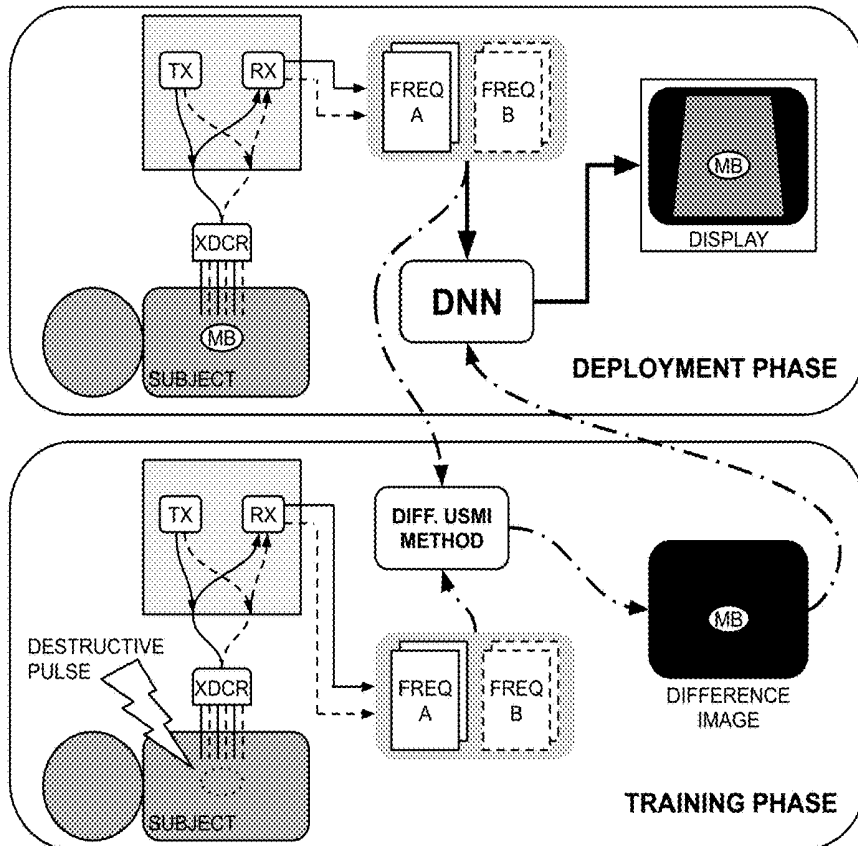 TX
RX
FREQ
A
FREQ
B
MB
DISPLAY
XDCR
DNN
MB
SUBJECT
DEPLOYMENT PHASE
TX
RX
DIFF. USMI
METHOD
MB
DESTRUCTIVE
PULSE
XDCR
FREQ
A
FREQ
B
DIFFERENCE
IMAGE
SUBJECT
TRAINING PHASE